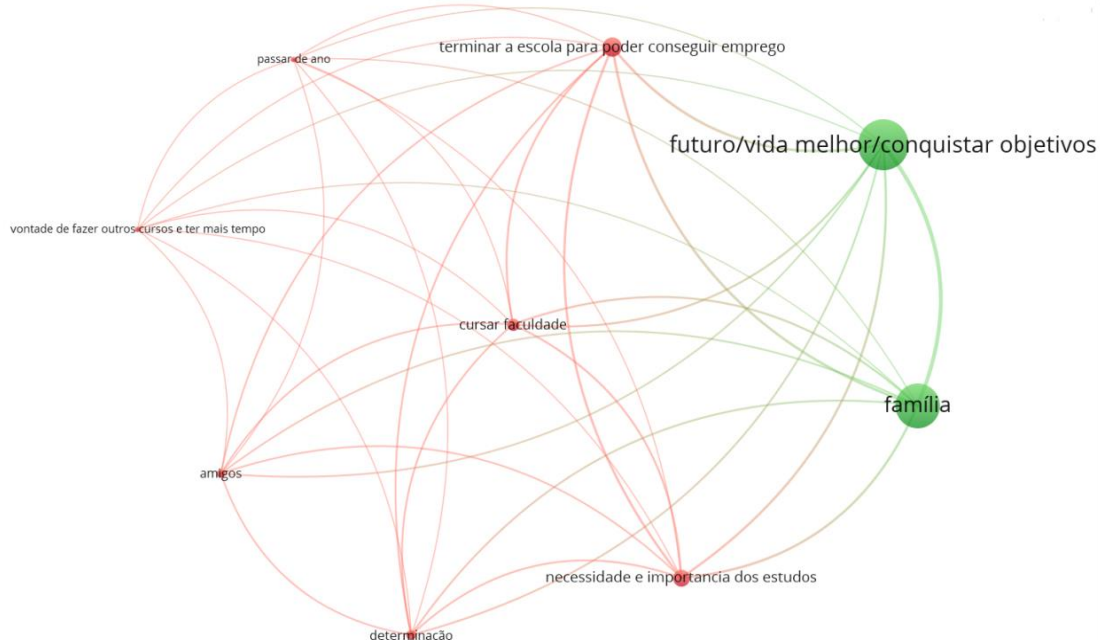 terminar a escola para poder conseguir emprego
passar de ano
futuro/vida melhor/conquistar objetivos
vontade de fazer outros cursos e ter mais tempo
cursar faculdade
família
amigos
necessidade e importancia dos estudos
determinação